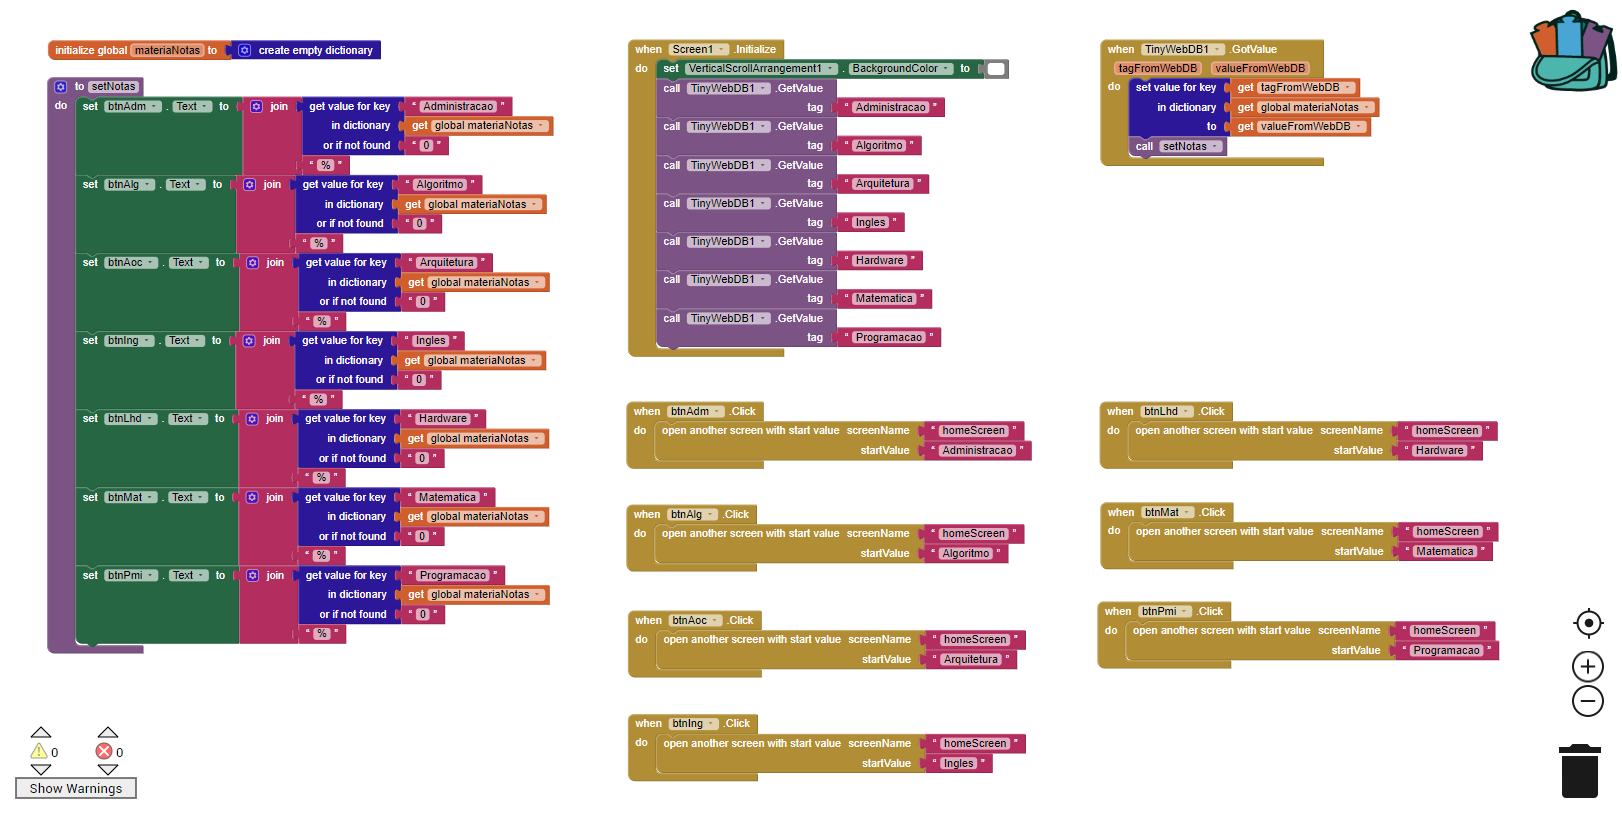 initialize global materiaNotas to create empty dictionary
to setNotas
do set btnAdm . Text to join get value for key " Administracao "
in dictionary get global materiaNotas
or if not found " 0 "
" % "
set btnAlg . Text to join get value for key " Algoritmo "
in dictionary get global materiaNotas
or if not found " 0 "
" % "
set btnAoc . Text to join get value for key " Arquitetura "
in dictionary get global materiaNotas
or if not found " 0 "
" % "
set btnIng . Text to join get value for key " Ingles "
in dictionary get global materiaNotas
or if not found " 0 "
" % "
set btnLhd . Text to join get value for key " Hardware "
in dictionary get global materiaNotas
or if not found " 0 "
" % "
set btnMat . Text to join get value for key " Matematica "
in dictionary get global materiaNotas
or if not found " 0 "
" % "
set btnPmi . Text to join get value for key " Programacao "
in dictionary get global materiaNotas
or if not found " 0 "
" % "
when Screen1 .Initialize
do set VerticalScrollArrangement1 . BackgroundColor to
call TinyWebDB1 .GetValue
tag " Administracao "
call TinyWebDB1 .GetValue
tag " Algoritmo "
call TinyWebDB1 .GetValue
tag " Arquitetura "
call TinyWebDB1 .GetValue
tag " Ingles "
call TinyWebDB1 .GetValue
tag " Hardware "
call TinyWebDB1 .GetValue
tag " Matematica "
call TinyWebDB1 .GetValue
tag " Programacao "
when TinyWebDB1 .GotValue
tagFromWebDB valueFromWebDB
do set value for key get tagFromWebDB
in dictionary get global materiaNotas
to get valueFromWebDB
call setNotas
when btnAdm .Click
do open another screen with start value screenName " homeScreen "
startValue " Administracao "
when btnAlg .Click
do open another screen with start value screenName " homeScreen "
startValue " Algoritmo "
when btnAoc .Click
do open another screen with start value screenName " homeScreen "
startValue " Arquitetura "
when btnIng .Click
do open another screen with start value screenName " homeScreen "
startValue " Ingles "
when btnLhd .Click
do open another screen with start value screenName " homeScreen "
startValue " Hardware "
when btnMat .Click
do open another screen with start value screenName " homeScreen "
startValue " Matematica "
when btnPmi .Click
do open another screen with start value screenName " homeScreen "
startValue " Programacao "
0 0
Show Warnings